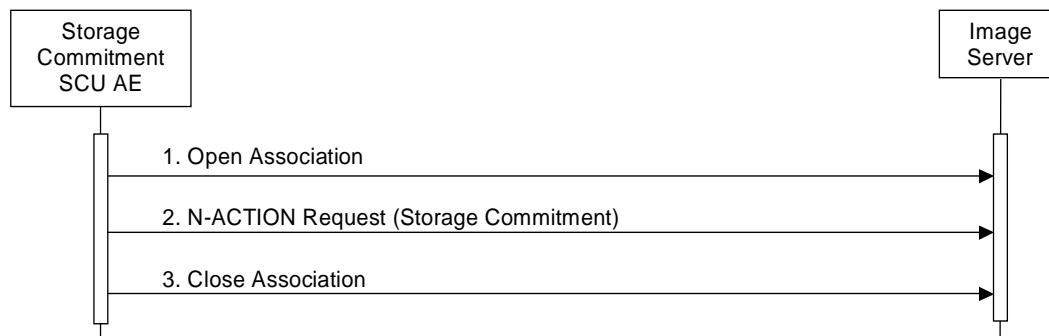 Storage
Commitment
SCU AE
Image
Server
1. Open Association
2. N-ACTION Request (Storage Commitment)
3. Close Association